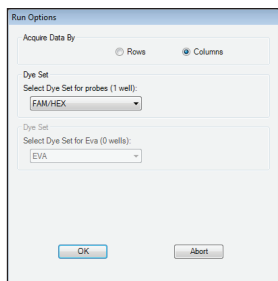 Run Options
Acquire Data By
Rows
Columns
Dye Set
Select Dye Set for probes (1 well):
FAM/HEX
Dye Set
Select Dye Set for Eva (0 wells):
EVA
OK
Abort